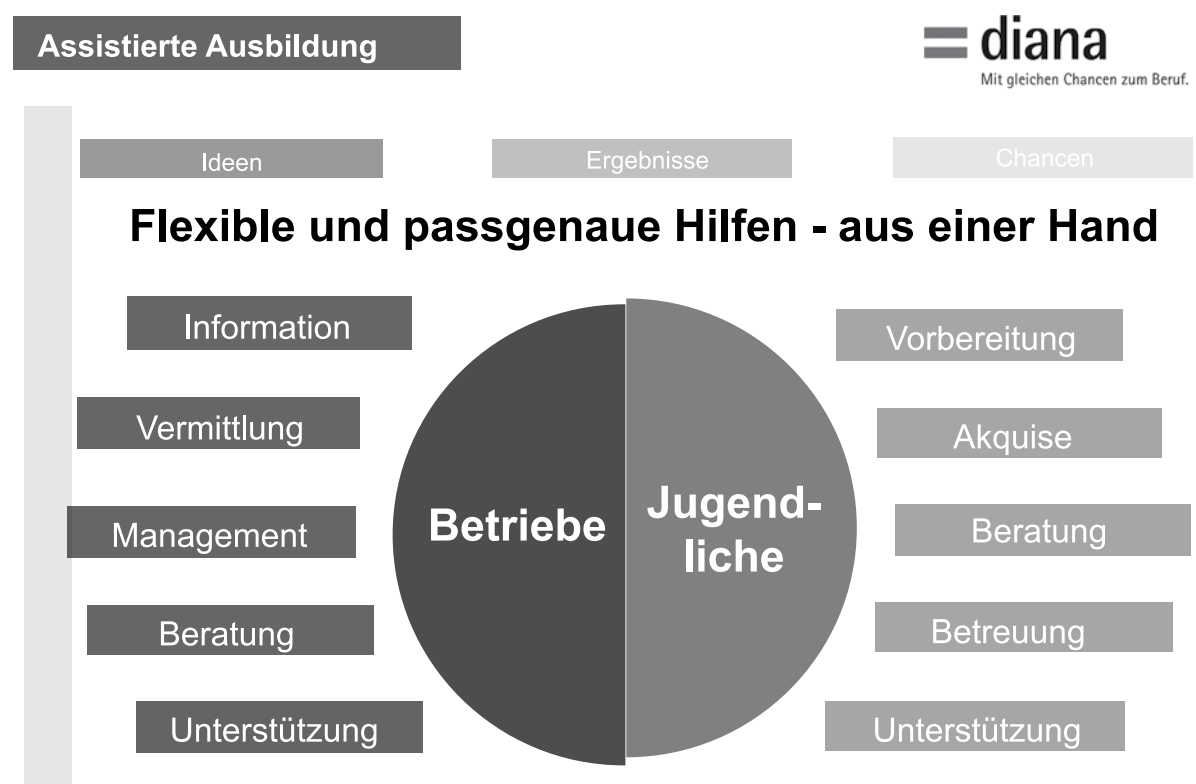 Assistierte Ausbildung
diana
Mit gleichen Chancen zum Beruf.
Ideen
Ergebnisse
Chancen
Flexible und passgenaue Hilfen - aus einer Hand
Information
Vermittlung
Management
Beratung
Unterstützung
Betriebe
Jugend-
liche
Vorbereitung
Akquise
Beratung
Betreuung
Unterstützung